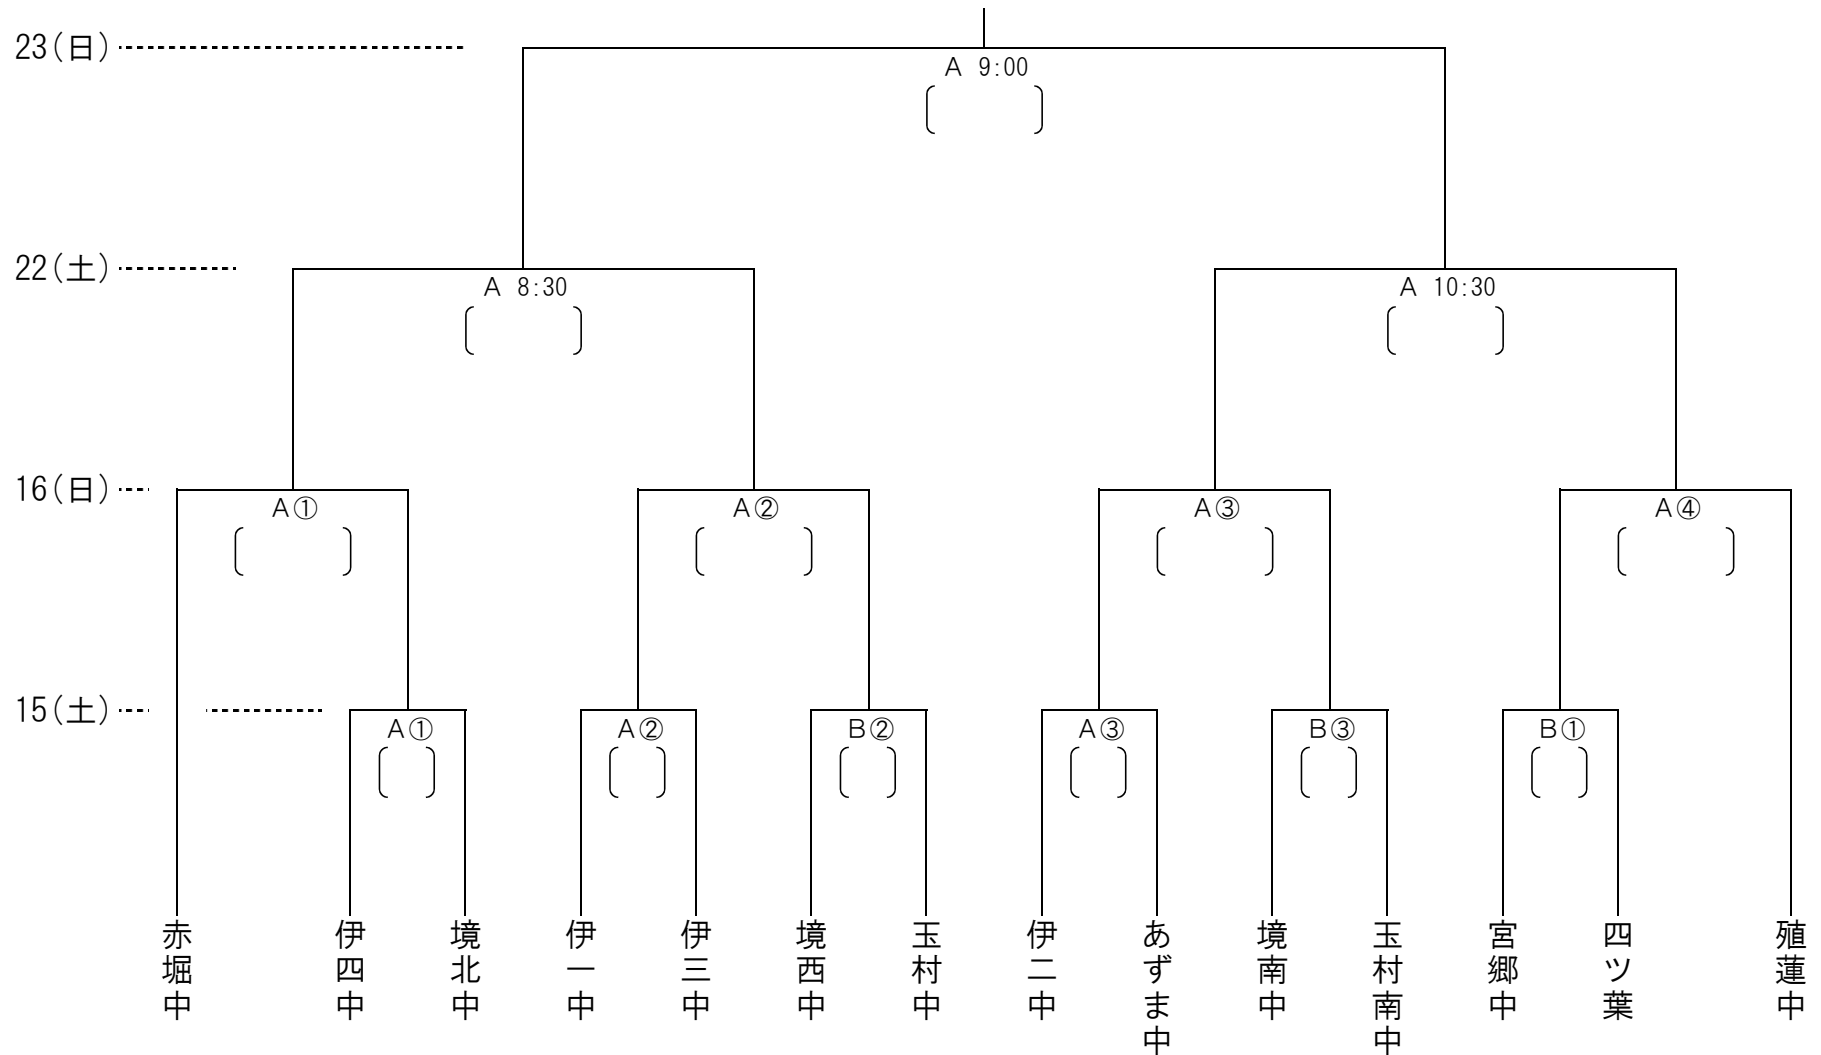 23(日)
A 9:00
22(土)
A 8:30
A 10:30
16(日)
A①
A②
A③
A④
15(土)
A①
A②
B②
A③
B③
B①
赤堀中
伊四中
境北中
伊一中
伊三中
境西中
玉村中
伊二中
あずま中
境南中
玉村南中
宮郷中
四ツ葉
殖蓮中